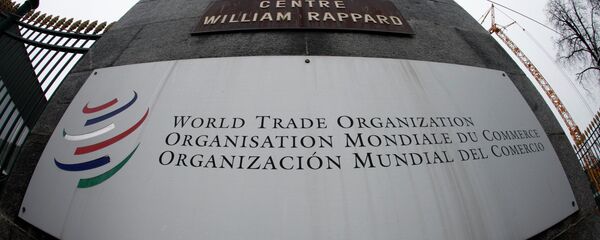 CENTRE
WILLIAM RAPPARD
WORLD TRADE ORGANIZATION
ORGANISATION MONDIALE DU COMMERCE
ORGANIZACIÓN MUNDIAL DEL COMERCIO